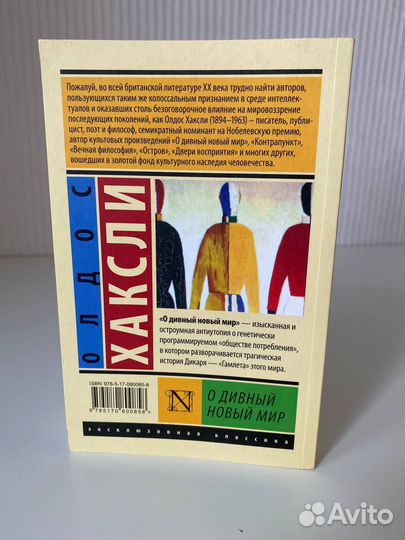 Пожалуй, во всей британской литературе XX века трудно найти авторов,
пользующихся таким же колоссальным признанием в среде интеллек-
туалов и оказавших столь безоговорочное влияние на мировоззрение
последующих поколений, как Олдос Хаксли (1894–1963) – писатель, публи-
цист, поэт и философ, семикратный номинант на Нобелевскую премию,
автор культовых произведений «О дивный новый мир», «Контрапункт»,
«Вечная философия», «Остров», «Двери восприятия» и многих других,
вошедших в золотой фонд культурного наследия человечества.
ОЛДОС
ХАКСЛИ
«О дивный новый мир» — изысканная и
остроумная антиутопия о генетически
программируемом «обществе потребления»,
в котором разворачивается трагическая
история Дикаря — «Гамлета» этого мира.
ISBN 978-5-17-080085-8
9785170800858
N
О ДИВНЫЙ
НОВЫЙ МИР
эксклюзивная классика
Avito